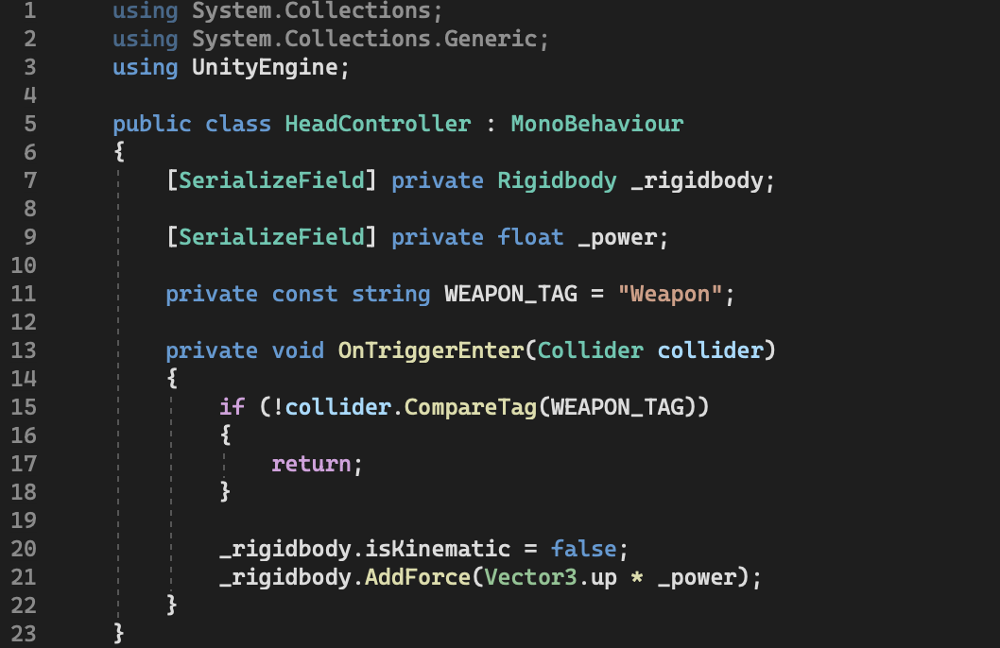 1 using System.Collections;
2 using System.Collections.Generic;
3 using UnityEngine;
4
5 public class HeadController : MonoBehaviour
6 {
7 [SerializeField] private Rigidbody _rigidbody;
8
9 [SerializeField] private float _power;
10
11 private const string WEAPON_TAG = "Weapon";
12
13 private void OnTriggerEnter(Collider collider)
14 {
15 if (!collider.CompareTag(WEAPON_TAG))
16 {
17 return;
18 }
19
20 _rigidbody.isKinematic = false;
21 _rigidbody.AddForce(Vector3.up * _power);
22 }
23 }